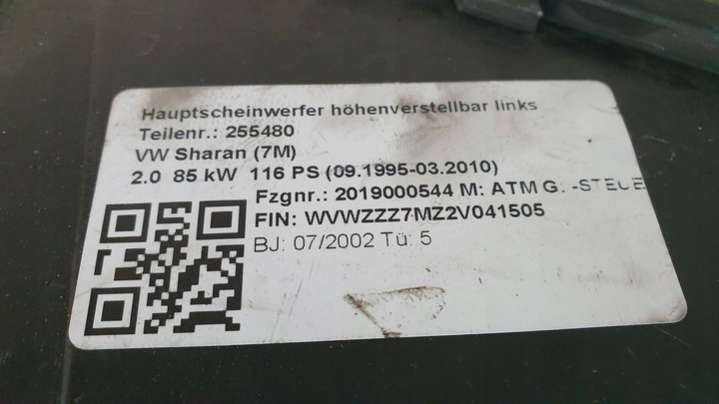 Hauptscheinwerfer höhenverstellbar links
Teilenr.: 255480
VW Sharan (7M)
2.0 85 kW 116 PS (09.1995-03.2010)
Fzgnr.: 2019000544 M: ATM G: -STEUE
FIN: WVWZZZ7MZ2V041505
BJ: 07/2002 Tü: 5